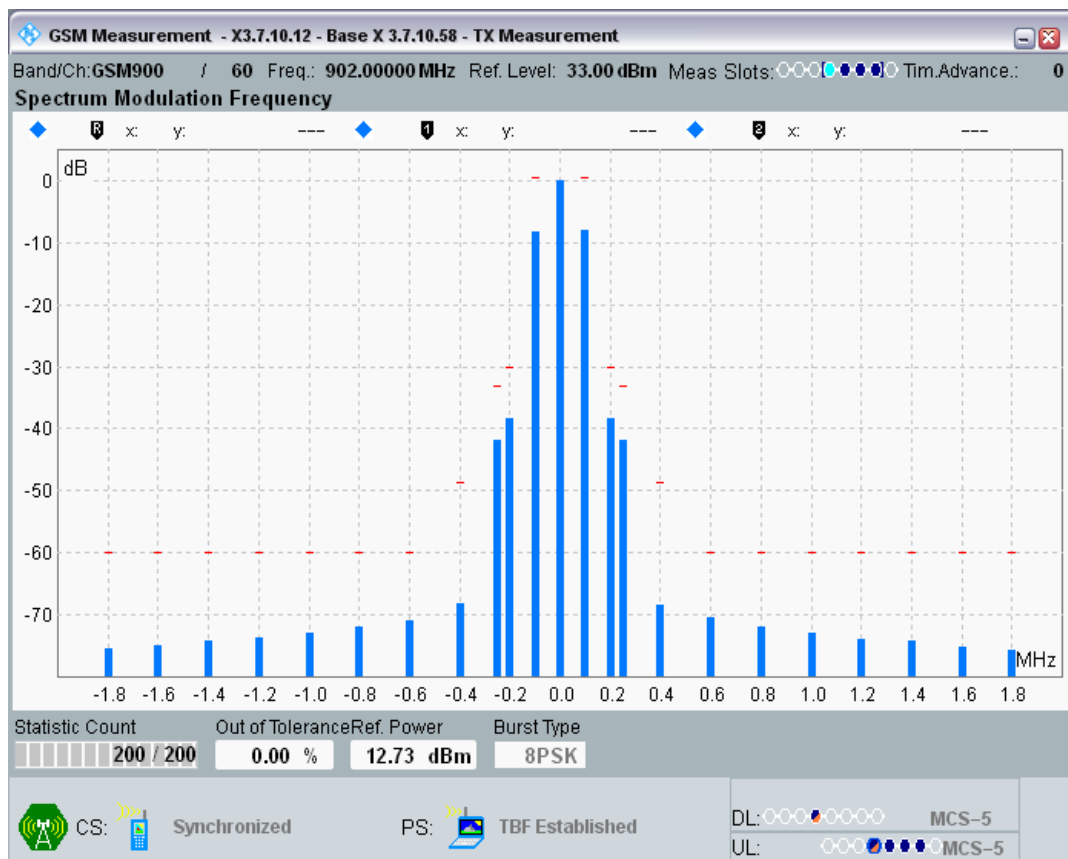 GSM Measurement - X3.7.10.12 - Base X 3.7.10.58 - TX Measurement
Band/Ch:GSM900 / 60 Freq.: 902.00000 MHz Ref. Level: 33.00 dBm Meas Slots: Tim.Advance.: 0
Spectrum Modulation Frequency
R x: y: --- 1 x: y: --- 2 x: y: ---
dB
0
-10
-20
-30
-40
-50
-60
-70
MHz
-1.8 -1.6 -1.4 -1.2 -1.0 -0.8 -0.6 -0.4 -0.2 0.0 0.2 0.4 0.6 0.8 1.0 1.2 1.4 1.6 1.8
Statistic Count Out of Tolerance Ref. Power Burst Type
200 / 200 0.00 % 12.73 dBm 8PSK
CS: Synchronized PS: TBF Established
DL: MCS-5
UL: MCS-5